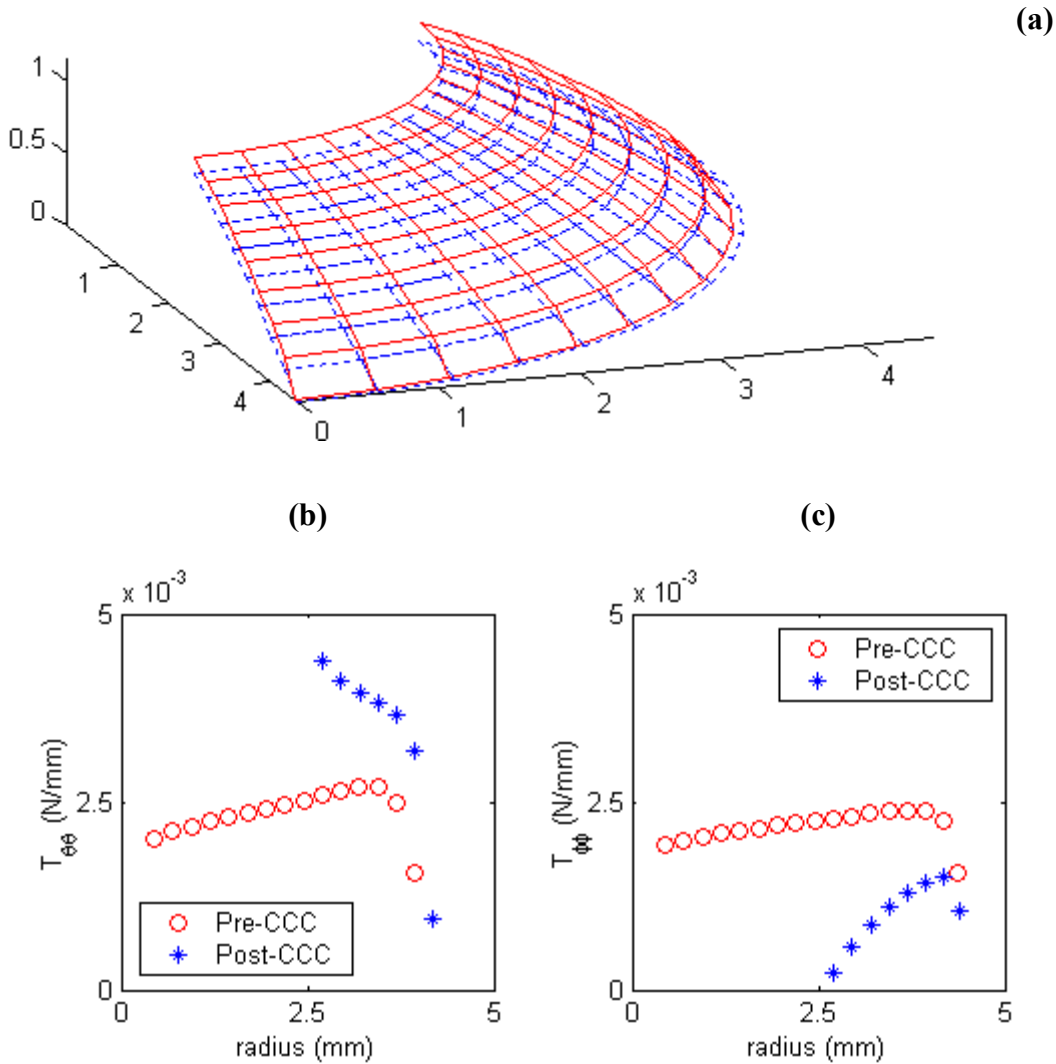 (a)
1
0.5
0
1
2
3
4
0
1
2
3
4
(b)
(c)
x 10⁻³
5
2.5
0
T_θθ (N/mm)
Pre-CCC
Post-CCC
0
2.5
5
radius (mm)
x 10⁻³
5
2.5
0
T_ϕϕ (N/mm)
Pre-CCC
Post-CCC
0
2.5
5
radius (mm)